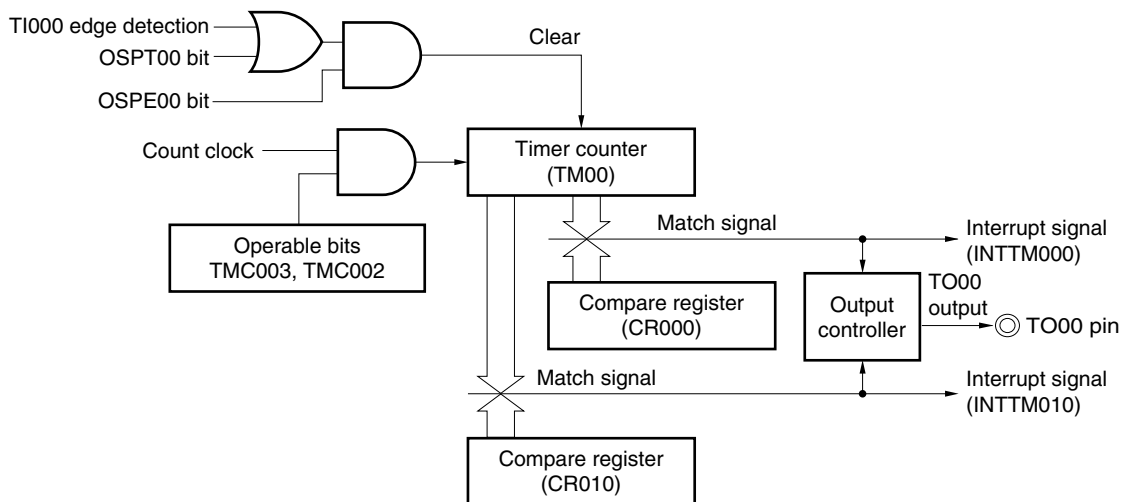 TI000 edge detection
OSPT00 bit
OSPE00 bit
Clear
Count clock
Timer counter
(TM00)
Operable bits
TMC003, TMC002
Match signal
Interrupt signal
(INTTM000)
Compare register
(CR000)
Output
controller
TO00
output
TO00 pin
Match signal
Interrupt signal
(INTTM010)
Compare register
(CR010)